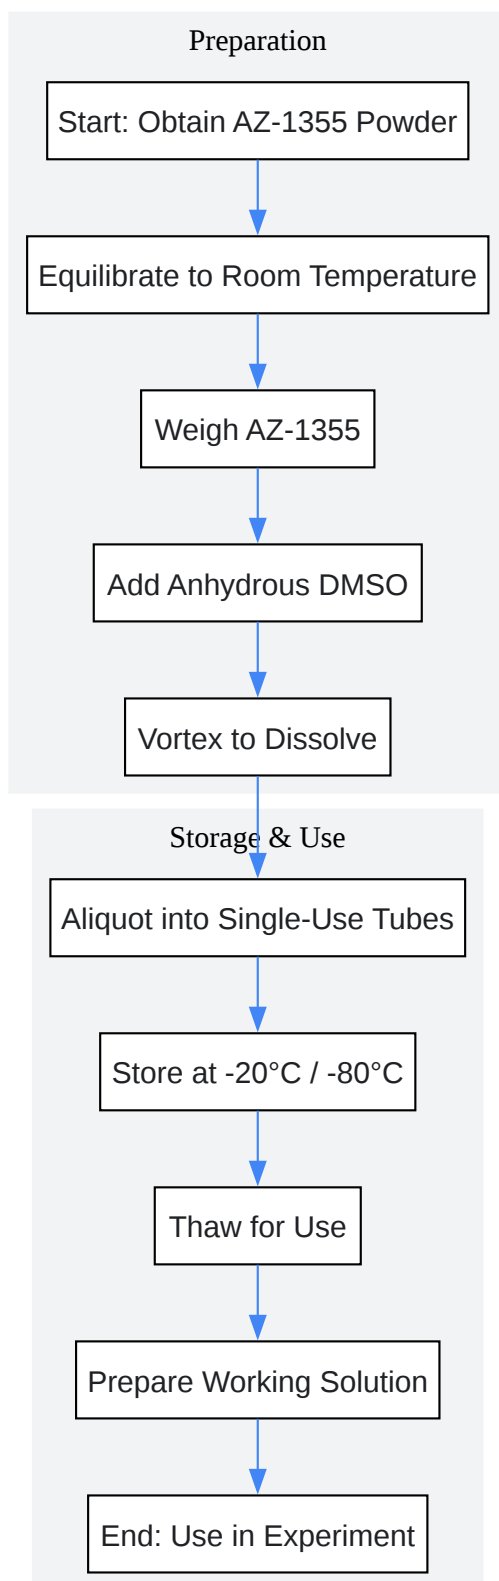 Preparation
Start: Obtain AZ-1355 Powder
Equilibrate to Room Temperature
Weigh AZ-1355
Add Anhydrous DMSO
Vortex to Dissolve
Storage & Use
Aliquot into Single-Use Tubes
Store at -20°C / -80°C
Thaw for Use
Prepare Working Solution
End: Use in Experiment